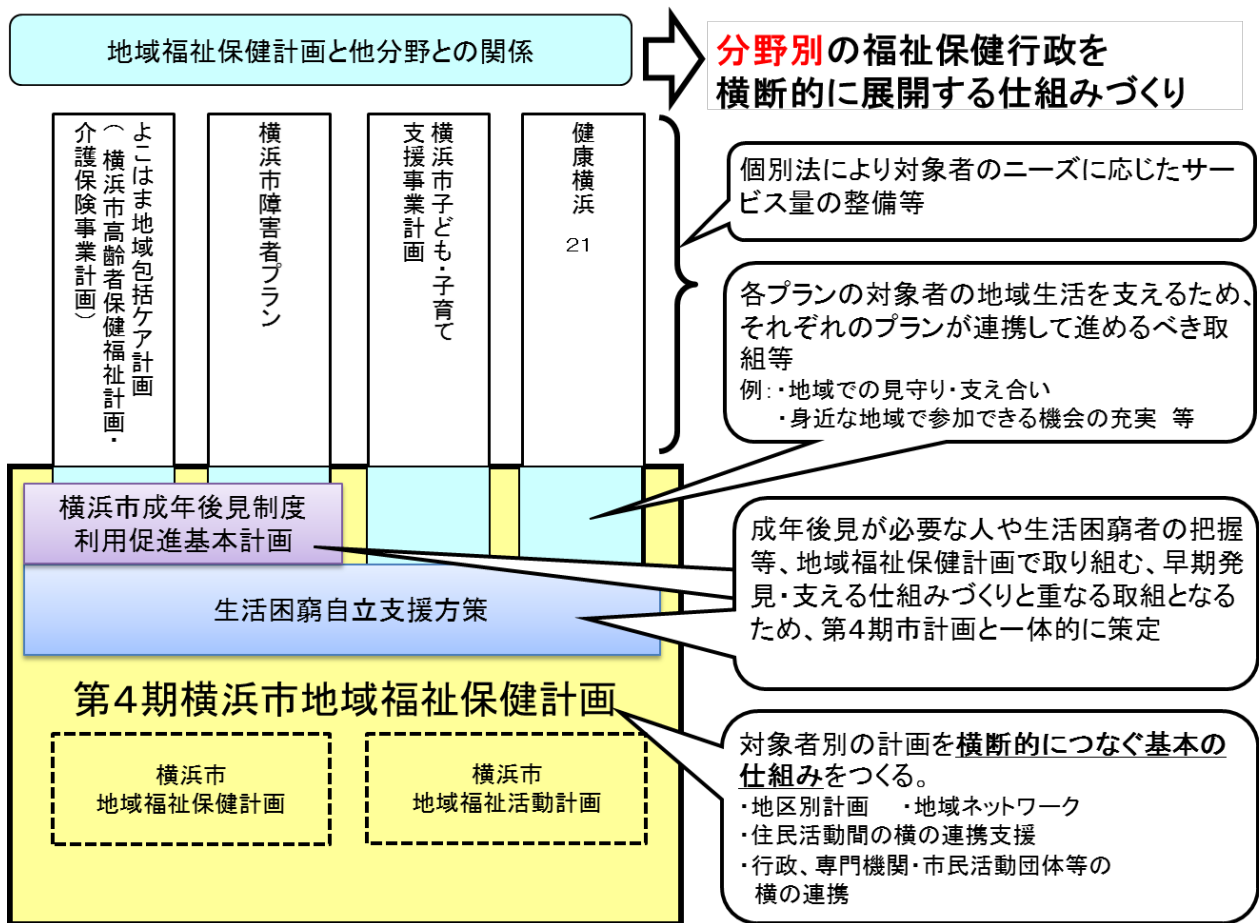 地域福祉保健計画と他分野との関係
分野別の福祉保健行政を
横断的に展開する仕組みづくり
よこはま地域包括ケア計画
（横浜市高齢者保健福祉計画・
介護保険事業計画）
横浜市障害者プラン
横浜市子ども・子育て
支援事業計画
健康横浜21
個別法により対象者のニーズに応じたサー
ビス量の整備等
各プランの対象者の地域生活を支えるため、
それぞれのプランが連携して進めるべき取
組等
例：・地域での見守り・支え合い
・身近な地域で参加できる機会の充実　等
横浜市成年後見制度
利用促進基本計画
生活困窮自立支援方策
成年後見が必要な人や生活困窮者の把握
等、地域福祉保健計画で取り組む、早期発
見・支える仕組みづくりと重なる取組となる
ため、第４期市計画と一体的に策定
第４期横浜市地域福祉保健計画
横浜市
地域福祉保健計画
横浜市
地域福祉活動計画
対象者別の計画を横断的につなぐ基本の
仕組みをつくる。
・地区別計画　・地域ネットワーク
・住民活動間の横の連携支援
・行政、専門機関・市民活動団体等の
横の連携